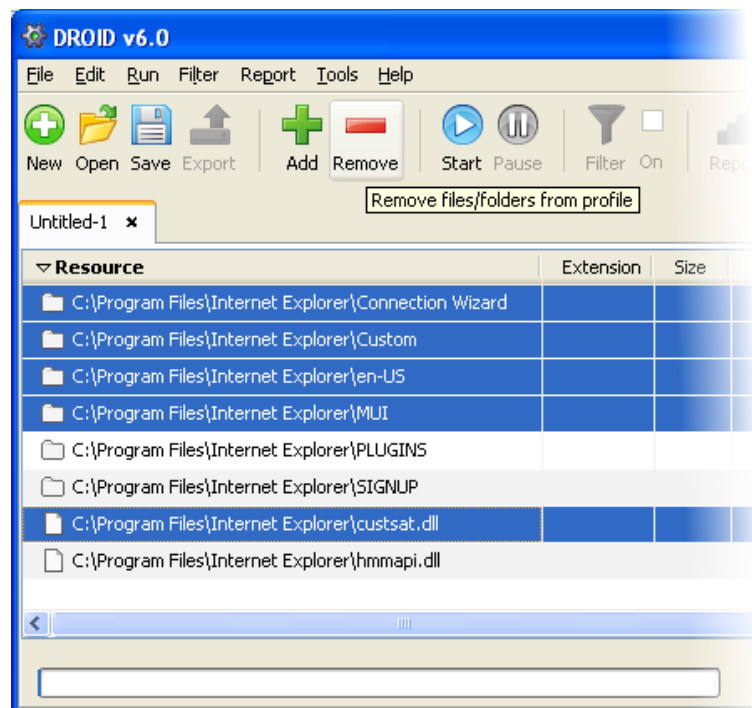 DROID v6.0
File Edit Run Filter Report Tools Help
New Open Save Export Add Remove Start Pause Filter On
Remove files/folders from profile
Untitled-1
Resource Extension Size
C:\Program Files\Internet Explorer\Connection Wizard
C:\Program Files\Internet Explorer\Custom
C:\Program Files\Internet Explorer\en-US
C:\Program Files\Internet Explorer\MUI
C:\Program Files\Internet Explorer\PLUGINS
C:\Program Files\Internet Explorer\SIGNUP
C:\Program Files\Internet Explorer\custsat.dll
C:\Program Files\Internet Explorer\hmmapi.dll